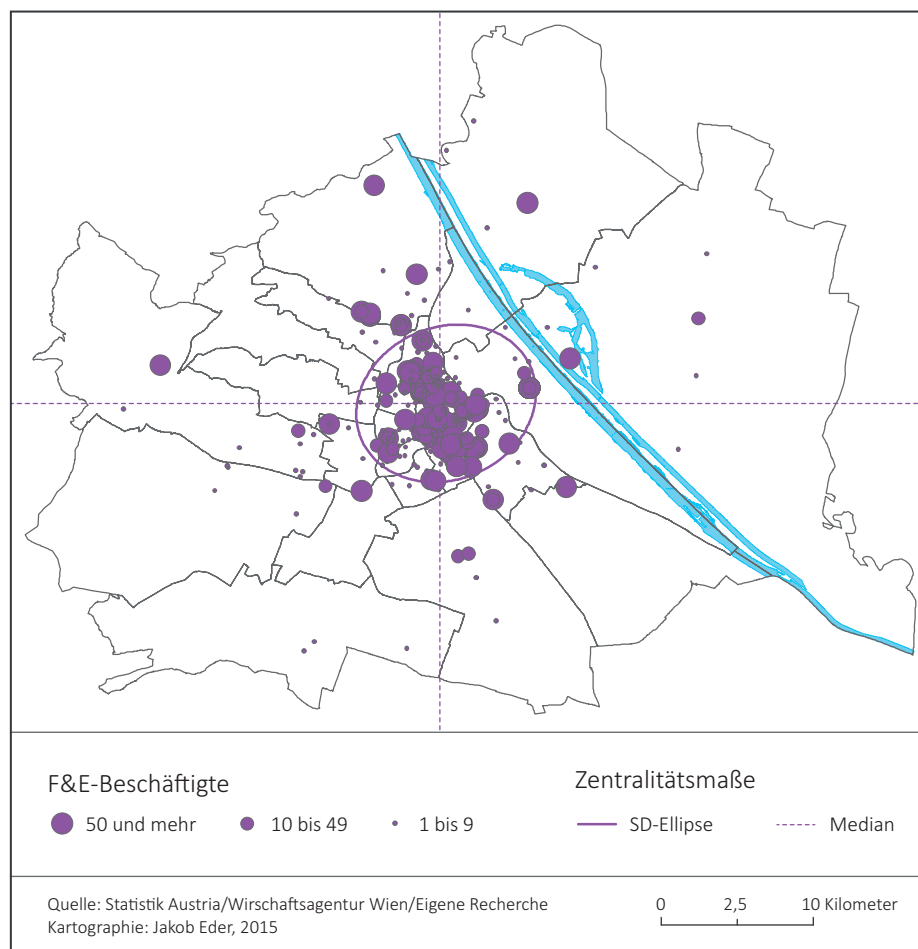 F&E-Beschäftigte
50 und mehr 10 bis 49 1 bis 9
Zentralitätsmaße
SD-Ellipse Median
Quelle: Statistik Austria/Wirschaftsagentur Wien/Eigene Recherche
Kartographie: Jakob Eder, 2015
0 2,5 10 Kilometer